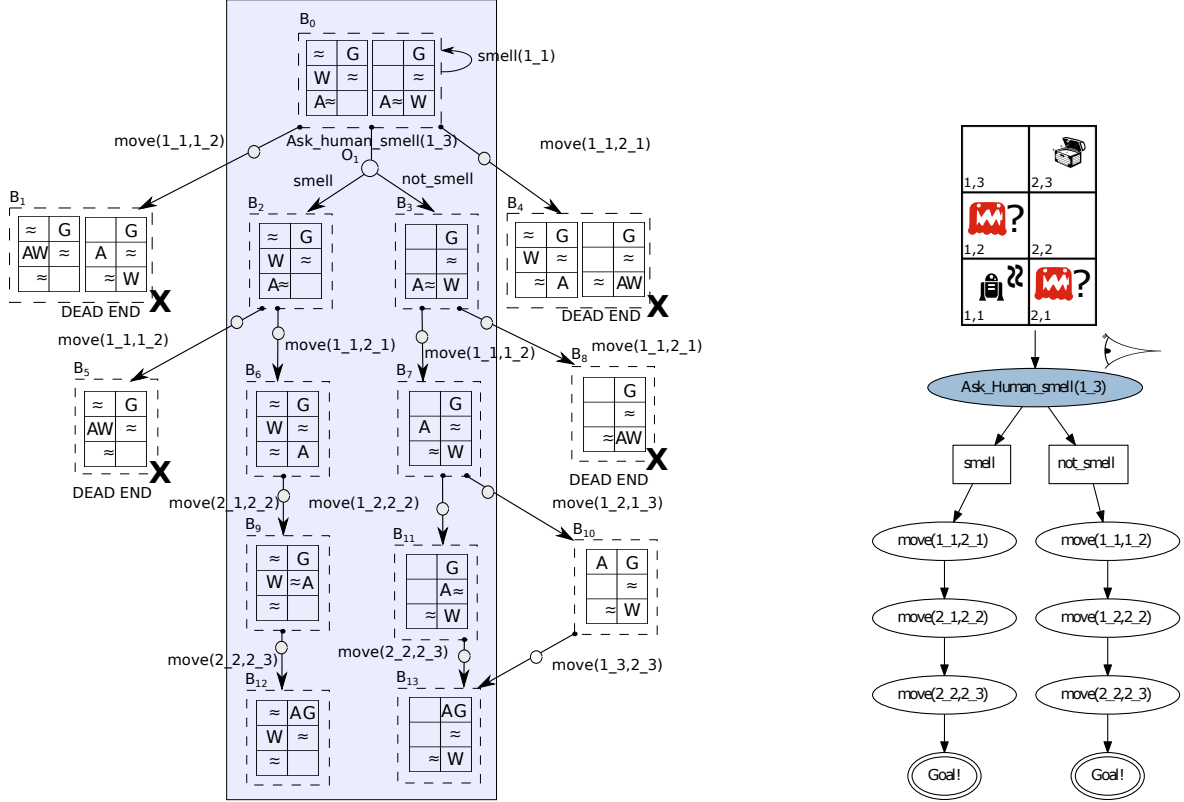 B0
≈ G G
W ≈ ≈
A≈ A≈ W
smell(1_1)
move(1_1,1_2)
Ask_human_smell(1_3)
O1
move(1_1,2_1)
smell
not_smell
B1
≈ G G
AW ≈ A ≈
≈ ≈ W
DEAD END X
B2
≈ G
W ≈
A≈
B3
G
≈
A≈ W
B4
≈ G G
W ≈ ≈
≈ A ≈ AW
DEAD END X
move(1_1,1_2)
move(1_1,2_1)
move(1_1,1_2)
move(1_1,2_1)
B5
≈ G
AW ≈
≈
DEAD END X
B6
≈ G
W ≈
≈ A
B7
G
A ≈
≈ W
B8
G
≈
≈ AW
DEAD END X
move(2_1,2_2)
move(1_2,2_2)
move(1_2,1_3)
B9
≈ G
W ≈A
≈
B11
G
A≈
≈ W
B10
A G
≈
≈ W
move(2_2,2_3)
move(2_2,2_3)
move(1_3,2_3)
B12
≈ AG
W ≈
≈
B13
AG
≈
≈ W
1,3 2,3
? 
1,2 2,2
≈ ?
1,1 2,1
Ask_Human_smell(1_3)
smell not_smell
move(1_1,2_1) move(1_1,1_2)
move(2_1,2_2) move(1_2,2_2)
move(2_2,2_3) move(2_2,2_3)
Goal! Goal!